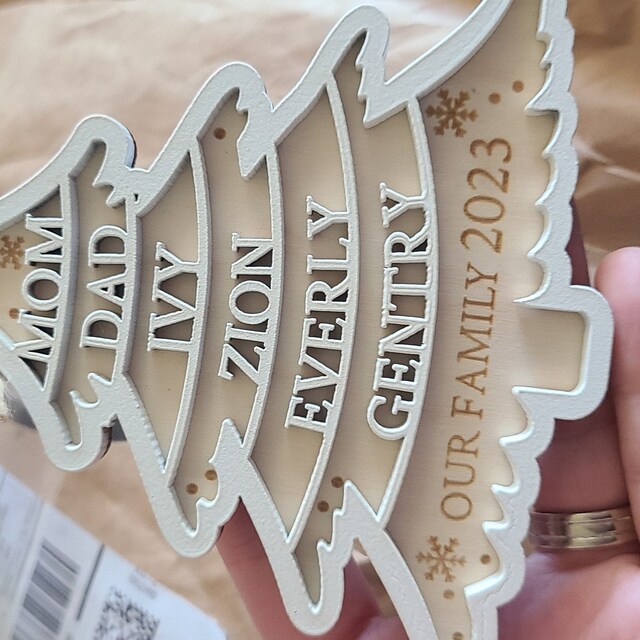 MOM
DAD
IVY
ZION
EVERLY
GENTRY
OUR FAMILY 2023